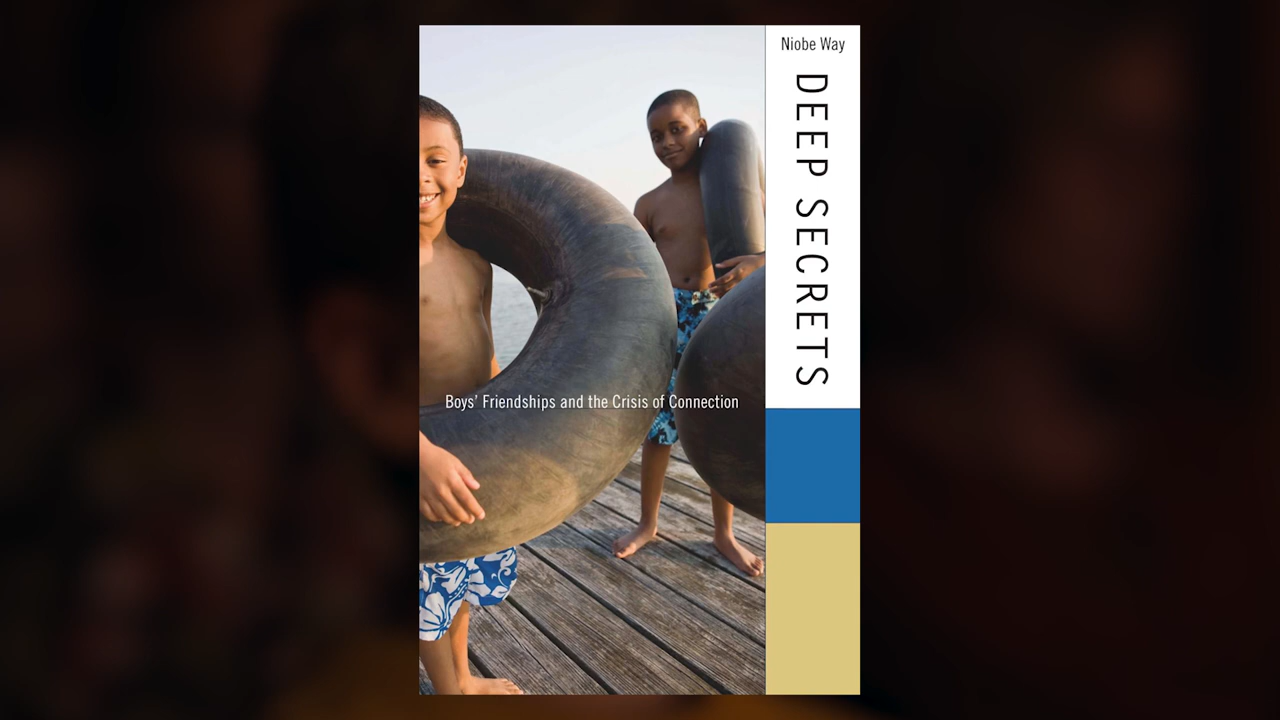 Niobe Way
DEEP SECRETS
Boys' Friendships and the Crisis of Connection